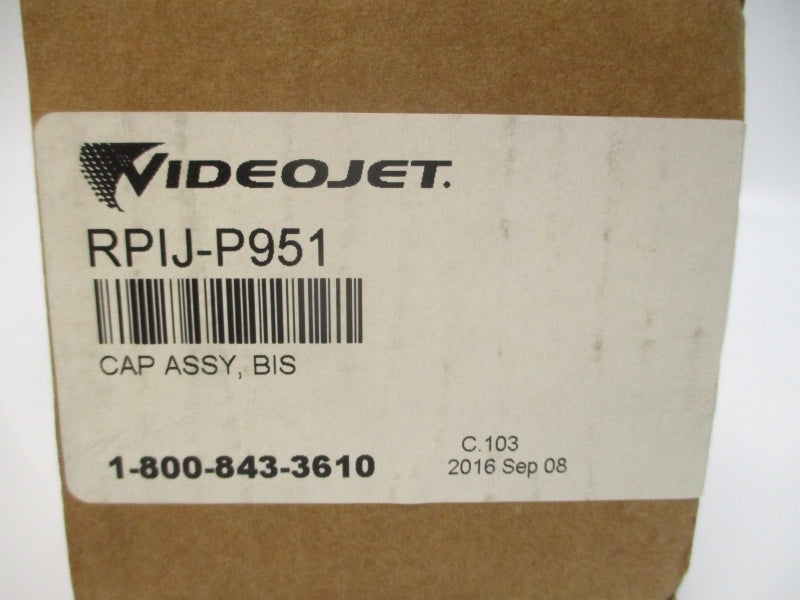 VIDEOJET.
RPIJ-P951
CAP ASSY, BIS
C.103
1-800-843-3610
2016 Sep 08